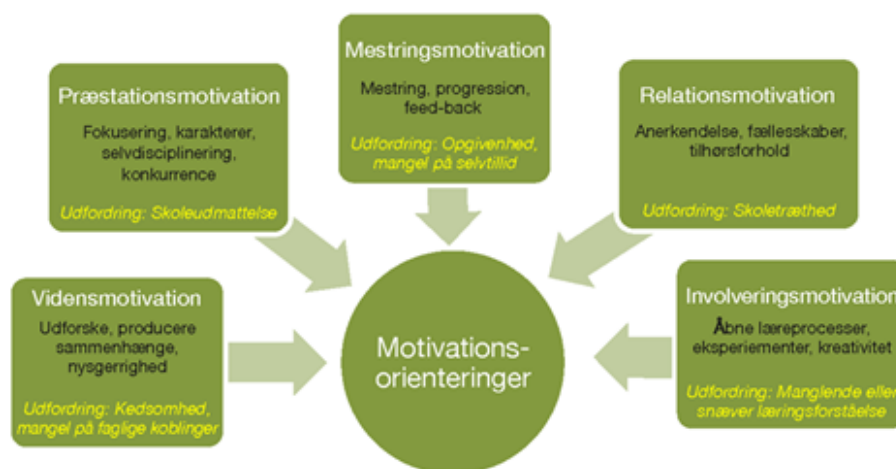 Vidensmotivation
Udforske, producere
sammenhænge,
nysgerrighed
Udfordring: Kedsomhed,
mangel på faglige koblinger
Præstationsmotivation
Fokusering, karakterer,
selvdisciplinering,
konkurrence
Udfordring: Skoleudmattelse
Mestringsmotivation
Mestring, progression,
feed-back
Udfordring: Opgivenhed,
mangel på selvtillid
Relationsmotivation
Anerkendelse, fællesskaber,
tilhørsforhold
Udfordring: Skoletræthed
Involveringsmotivation
Åbne læreprocesser,
eksperiementer, kreativitet
Udfordring: Manglende eller
snæver læringsforståelse
Motivations-
orienteringer